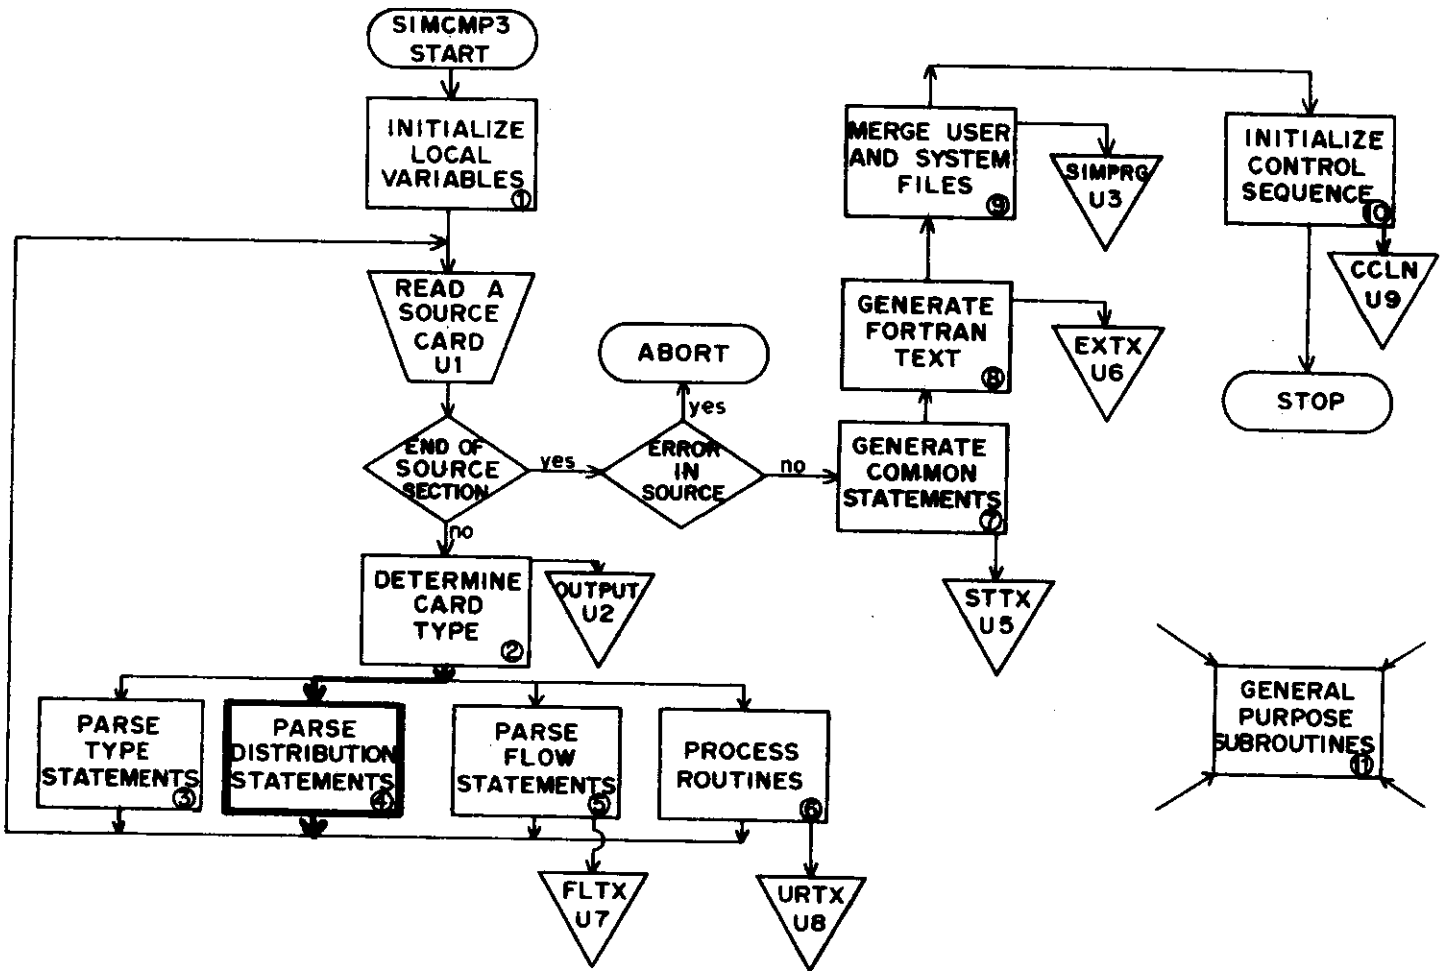 SIMCMP3
START
INITIALIZE
LOCAL
VARIABLES
①
READ A
SOURCE
CARD
U1
END OF
SOURCE
SECTION
yes
no
ERROR
IN
SOURCE
yes
no
ABORT
DETERMINE
CARD
TYPE
②
OUTPUT
U2
PARSE
TYPE
STATEMENTS
③
PARSE
DISTRIBUTION
STATEMENTS
④
PARSE
FLOW
STATEMENTS
⑤
PROCESS
ROUTINES
⑥
FLTX
U7
URTX
U8
GENERATE
COMMON
STATEMENTS
⑦
STTX
U5
GENERATE
FORTRAN
TEXT
⑧
EXTX
U6
MERGE USER
AND SYSTEM
FILES
⑨
SIMPRG
U3
INITIALIZE
CONTROL
SEQUENCE
⑩
CCLN
U9
STOP
GENERAL
PURPOSE
SUBROUTINES
⑪